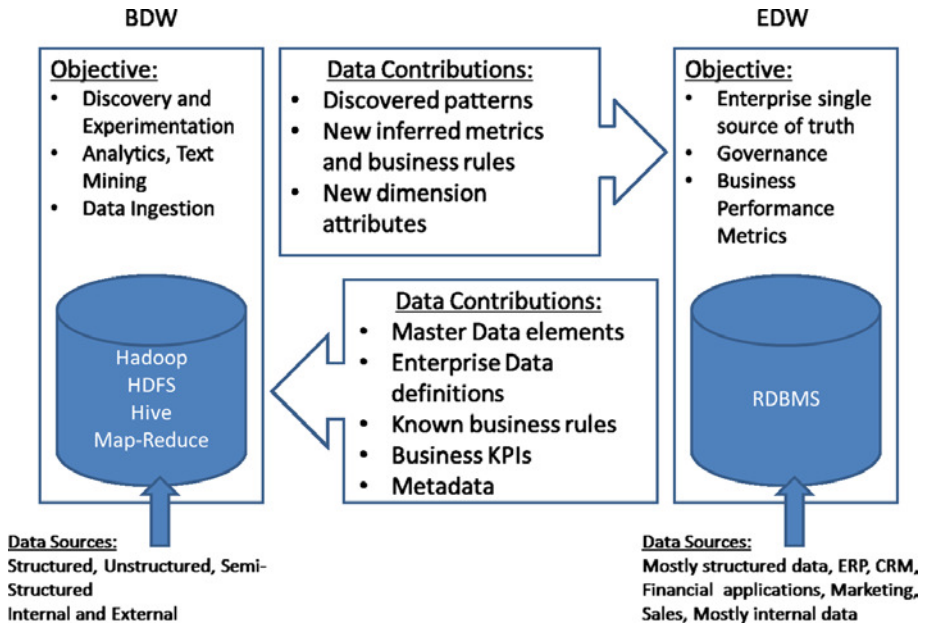 BDW
EDW
Objective:
• Discovery and
Experimentation
• Analytics, Text
Mining
• Data Ingestion
Data Contributions:
• Discovered patterns
• New inferred metrics
and business rules
• New dimension
attributes
Objective:
• Enterprise single
source of truth
• Governance
• Business
Performance
Metrics
Hadoop
HDFS
Hive
Map-Reduce
Data Contributions:
• Master Data elements
• Enterprise Data
definitions
• Known business rules
• Business KPIs
• Metadata
RDBMS
Data Sources:
Structured, Unstructured, Semi-
Structured
Internal and External
Data Sources:
Mostly structured data, ERP, CRM,
Financial applications, Marketing,
Sales, Mostly internal data